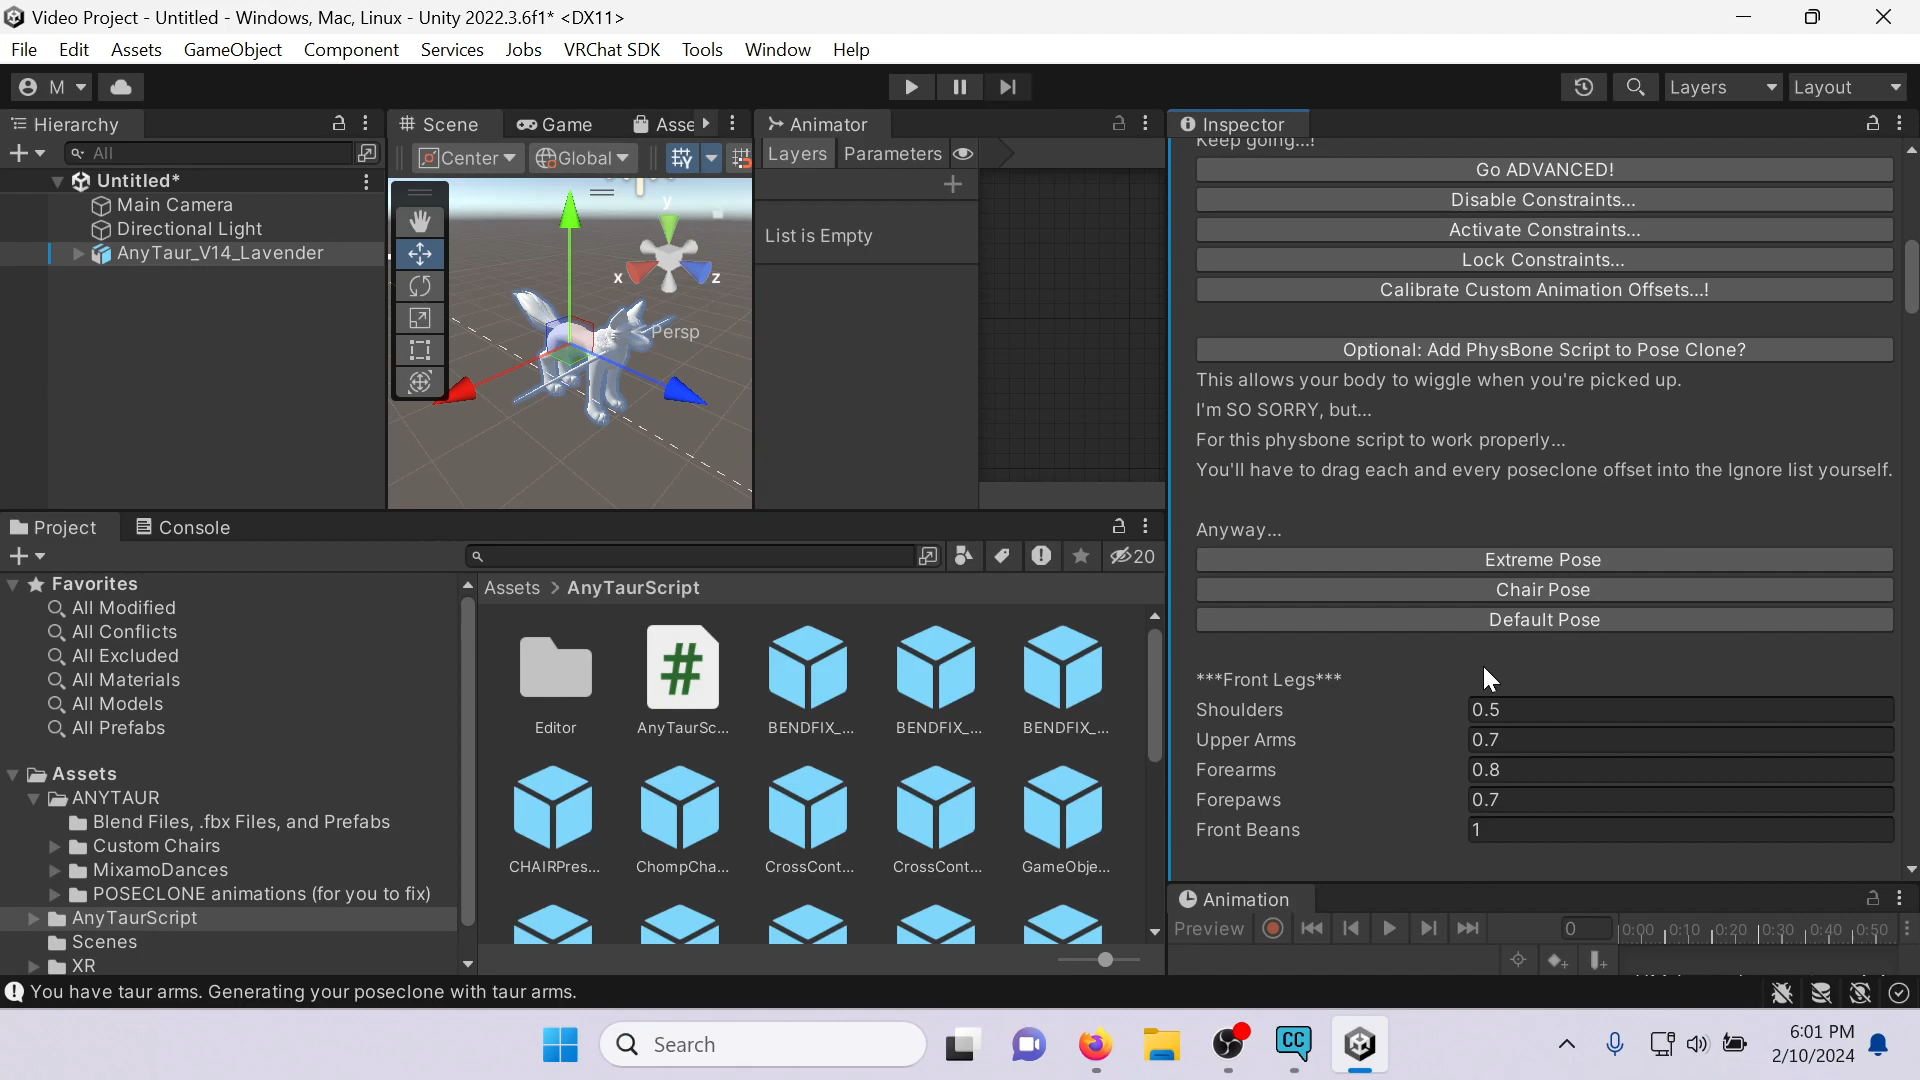 Video Project - Untitled - Windows, Mac, Linux - Unity 2022.3.6f1* <DX11>
File Edit Assets GameObject Component Services Jobs VRChat SDK Tools Window Help
M Layers Layout
Hierarchy
All
Untitled*
Main Camera
Directional Light
AnyTaur_V14_Lavender
Scene Game Asse
Center Global
y
x z
Persp
Animator
Layers Parameters
List is Empty
Inspector
Keep going...!
Go ADVANCED!
Disable Constraints...
Activate Constraints...
Lock Constraints...
Calibrate Custom Animation Offsets...!
Optional: Add PhysBone Script to Pose Clone?
This allows your body to wiggle when you're picked up.
I'm SO SORRY, but...
For this physbone script to work properly...
You'll have to drag each and every poseclone offset into the Ignore list yourself.
Anyway...
Extreme Pose
Chair Pose
Default Pose
***Front Legs***
Shoulders 0.5
Upper Arms 0.7
Forearms 0.8
Forepaws 0.7
Front Beans 1
Project Console
20
Favorites
All Modified
All Conflicts
All Excluded
All Materials
All Models
All Prefabs
Assets
ANYTAUR
Blend Files, .fbx Files, and Prefabs
Custom Chairs
MixamoDances
POSECLONE animations (for you to fix)
AnyTaurScript
Scenes
XR
Assets > AnyTaurScript
Editor AnyTaurSc... BENDFIX_... BENDFIX_... BENDFIX_...
CHAIRPres... ChompCha... CrossCont... CrossCont... GameObje...
Animation
Preview 0 0:00 0:10 0:20 0:30 0:40 0:50
You have taur arms. Generating your poseclone with taur arms.
Search
CC
6:01 PM
2/10/2024